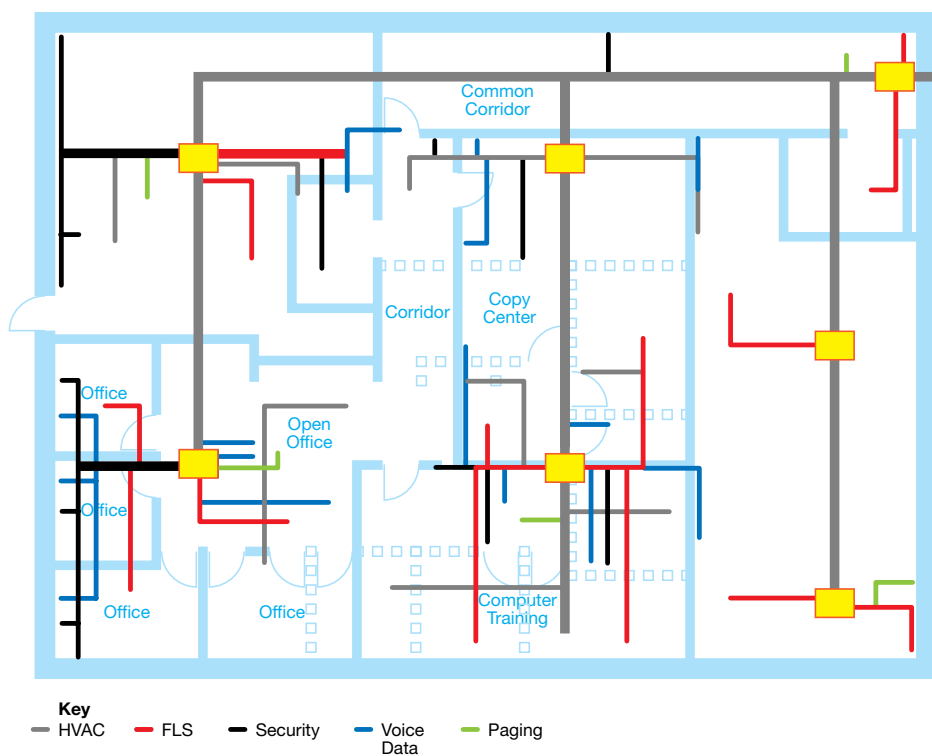 Common
Corridor
Corridor
Copy
Center
Office
Open
Office
Office
Office
Office
Computer
Training
Key
HVAC
FLS
Security
Voice
Data
Paging